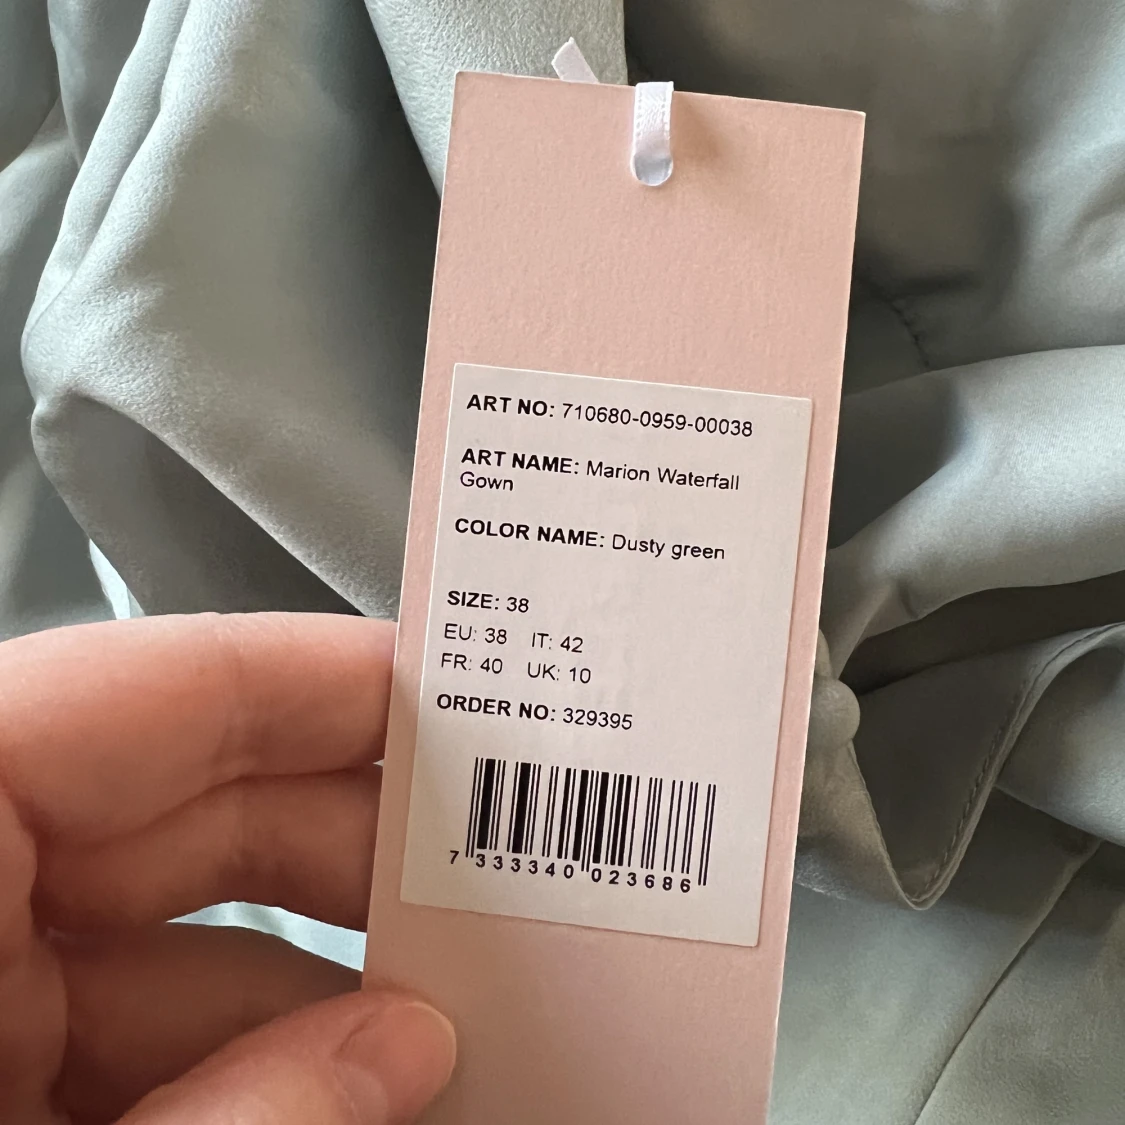 ART NO: 710680-0959-00038
ART NAME: Marion Waterfall
Gown
COLOR NAME: Dusty green
SIZE: 38
EU: 38 IT: 42
FR: 40 UK: 10
ORDER NO: 329395
7 333340 023686